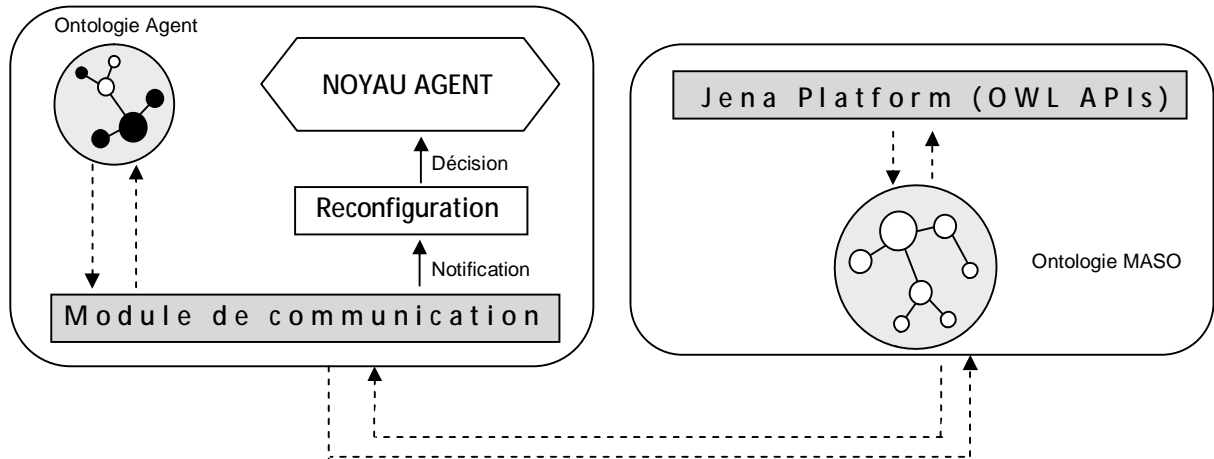 Ontologie Agent
NOYAU AGENT
Décision
Reconfiguration
Notification
Module de communication
Jena Platform (OWL APIs)
Ontologie MASO